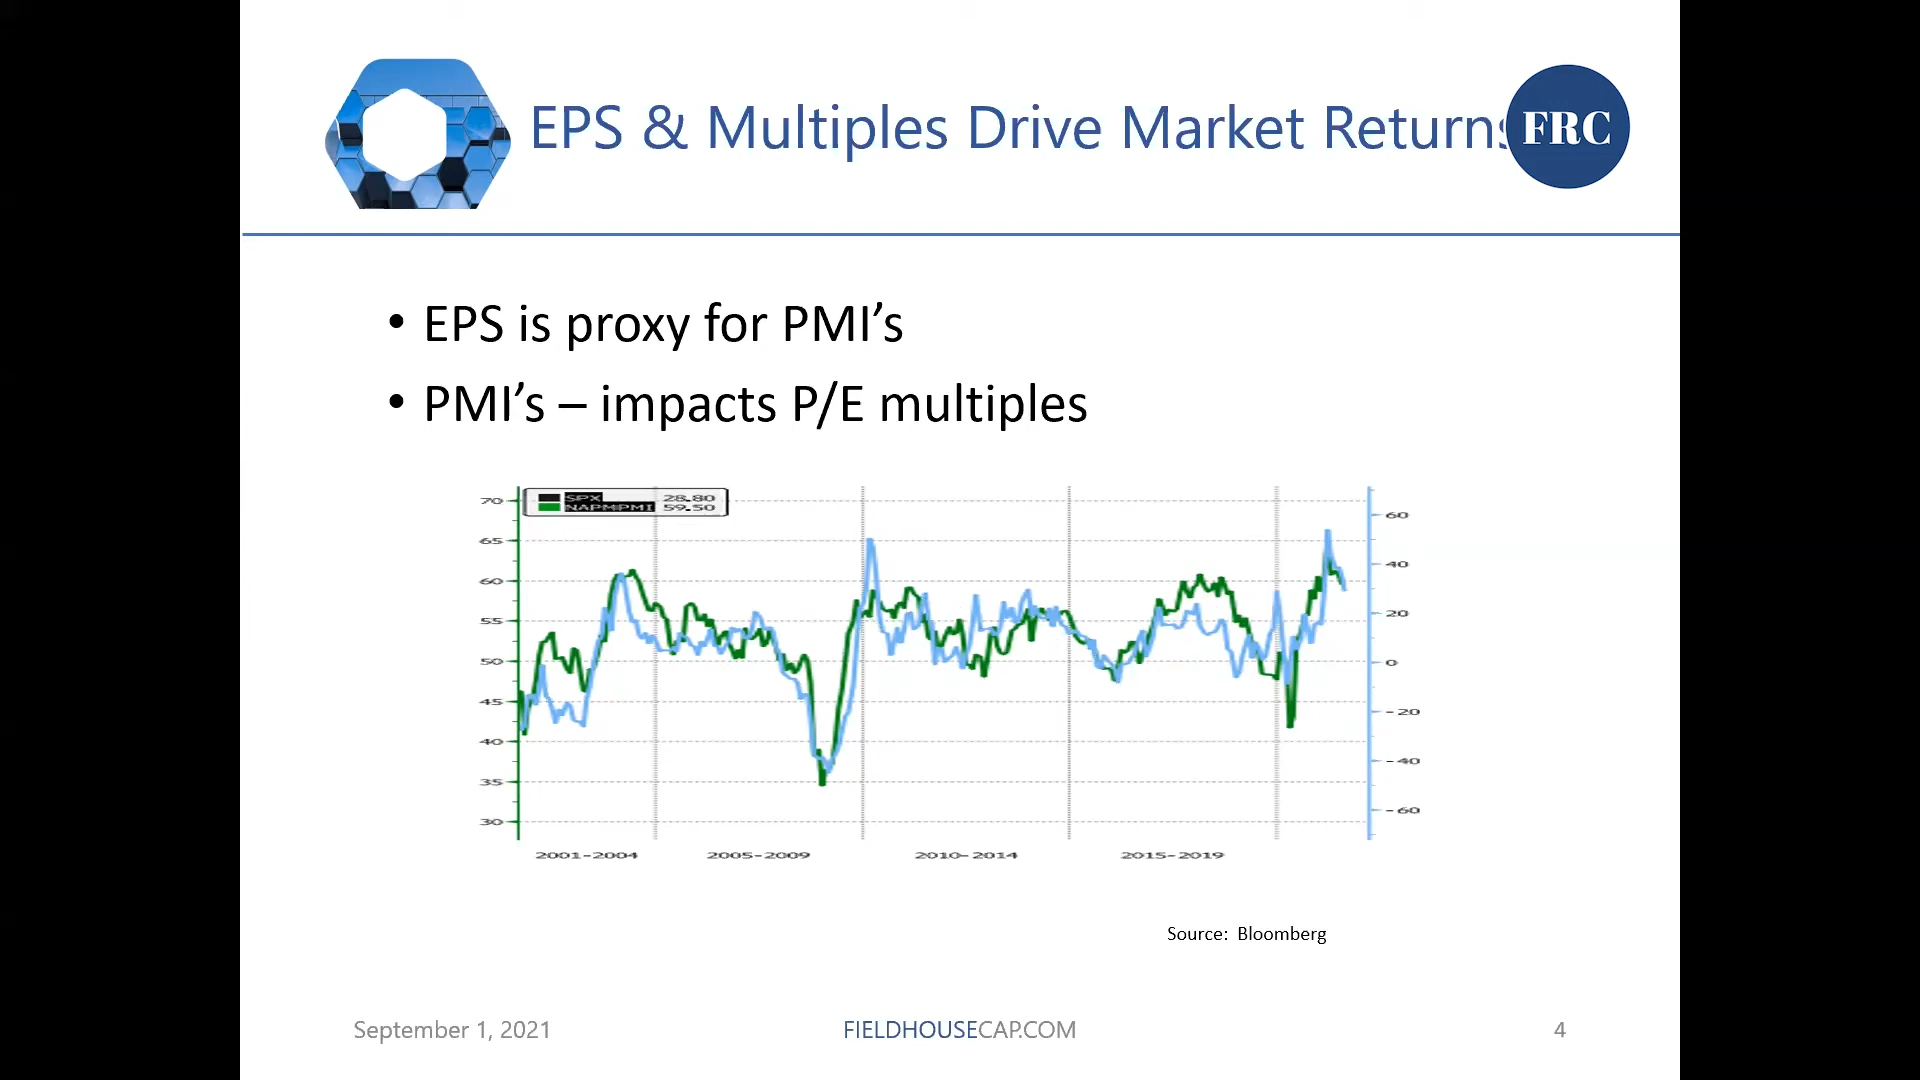 EPS & Multiples Drive Market Returns
FRC
• EPS is proxy for PMI’s
• PMI’s – impacts P/E multiples
SPX 28.80
NAPMPMI 59.50
70
65
60
55
50
45
40
35
30
60
40
20
0
-20
-40
-60
2001-2004 2005-2009 2010-2014 2015-2019
Source: Bloomberg
September 1, 2021 FIELDHOUSECAP.COM 4